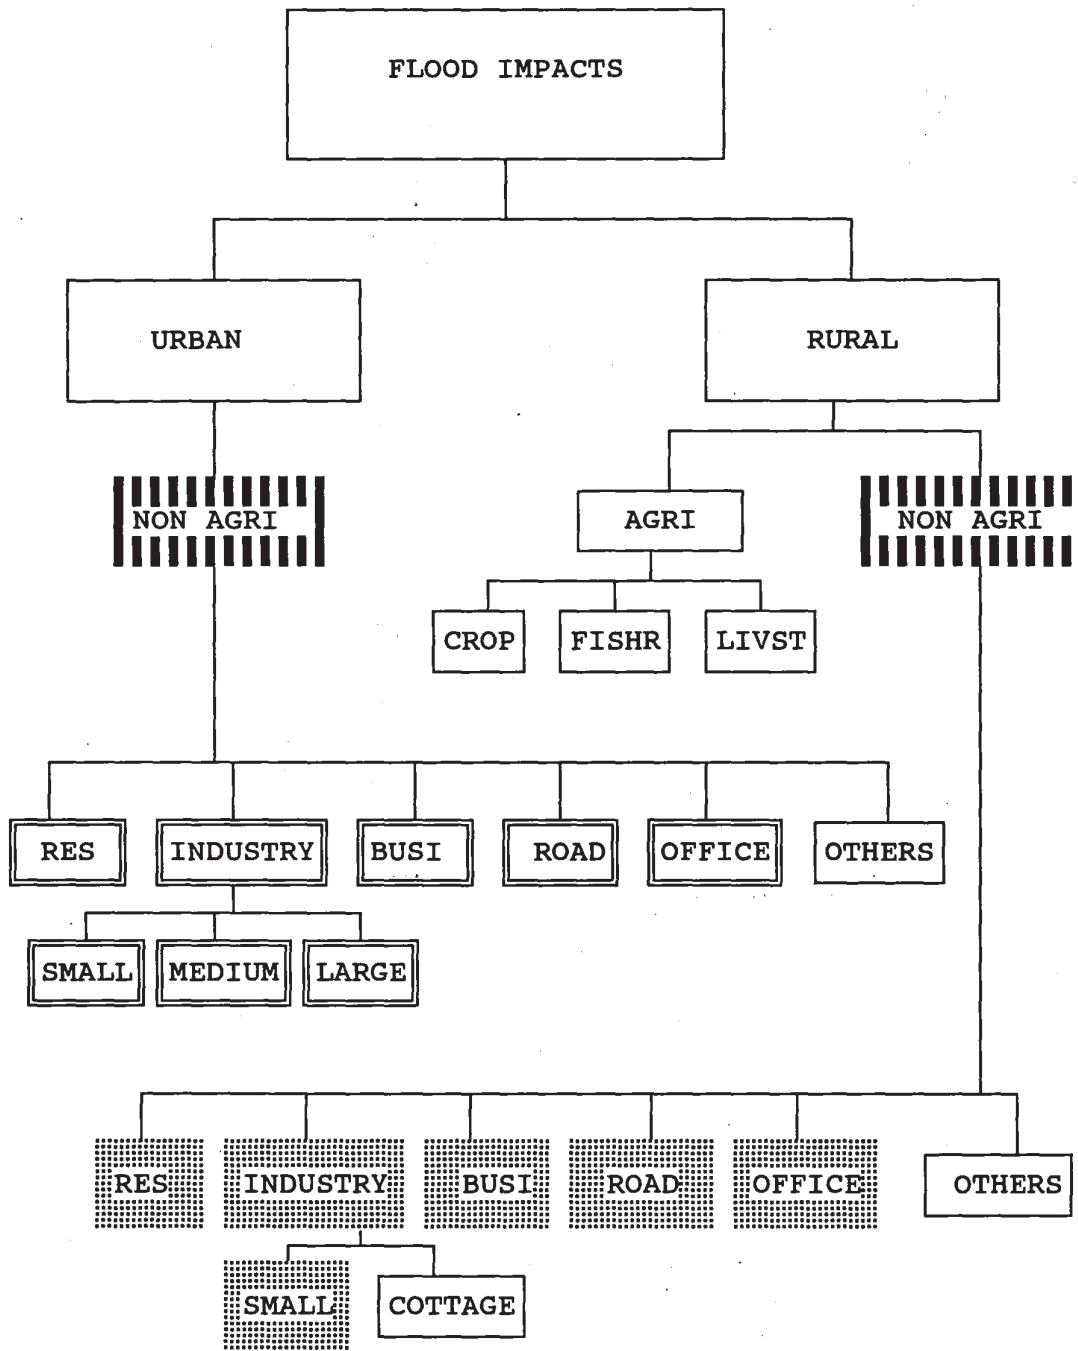 FLOOD IMPACTS
URBAN
RURAL
NON AGRI
AGRI
NON AGRI
CROP
FISHR
LIVST
RES
INDUSTRY
BUSI
ROAD
OFFICE
OTHERS
SMALL
MEDIUM
LARGE
RES
INDUSTRY
BUSI
ROAD
OFFICE
OTHERS
SMALL
COTTAGE